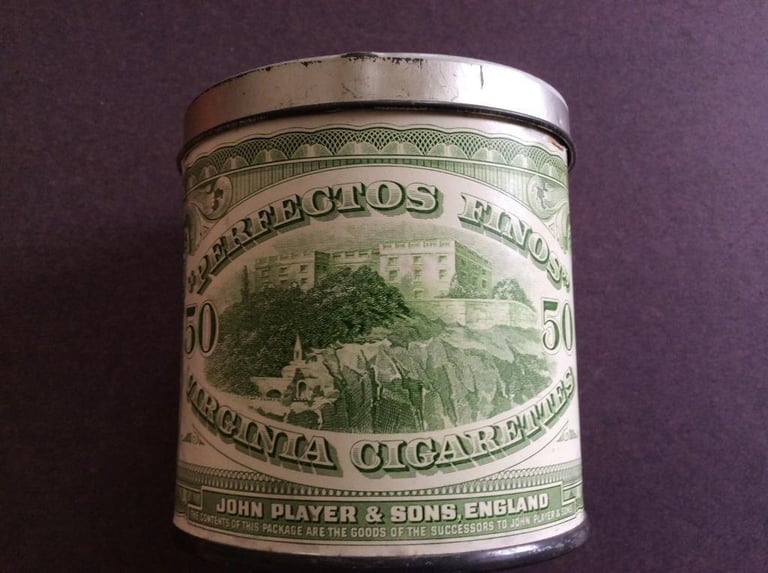 "PERFECTOS FINOS"
50 50
VIRGINIA CIGARETTES
JOHN PLAYER & SONS, ENGLAND
THE CONTENTS OF THIS PACKAGE ARE THE GOODS OF THE SUCCESSORS TO JOHN PLAYER & SONS